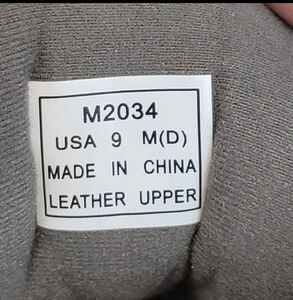 M2034
USA 9 M(D)
MADE IN CHINA
LEATHER UPPER